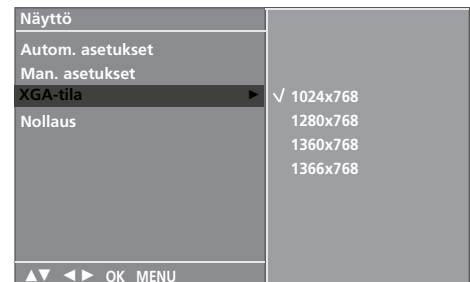 Näyttö
Autom. asetukset
Man. asetukset
XGA-tila ►
Nollaus
√ 1024x768
1280x768
1360x768
1366x768
▲▼ ◄► OK MENU